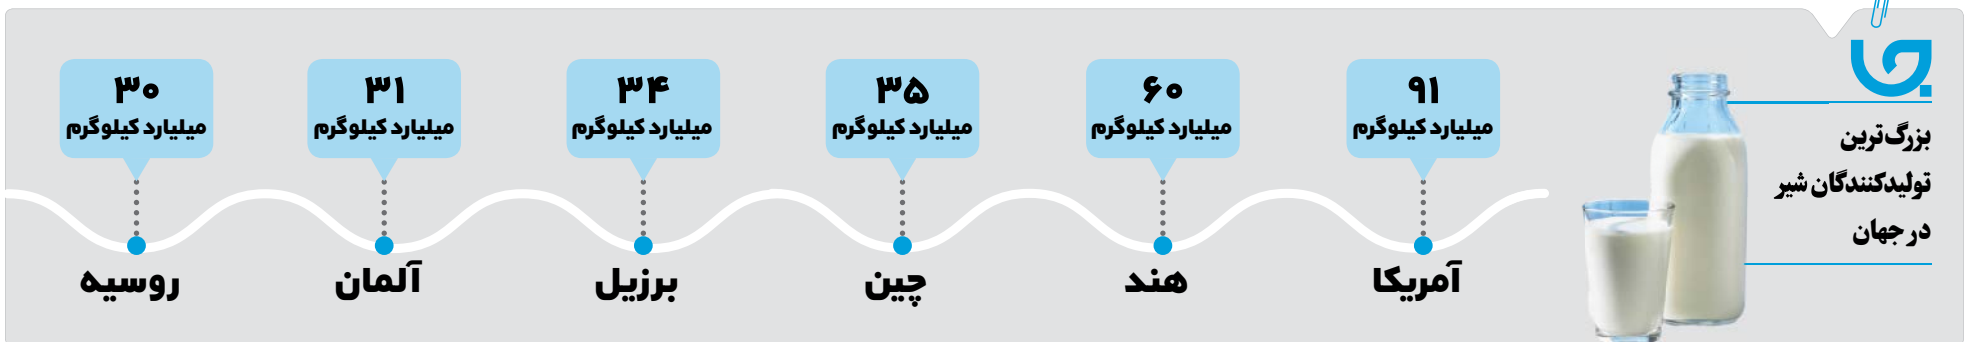 بزرگ‌ترین
تولیدکنندگان شیر
در جهان
۹۱
میلیارد کیلوگرم
آمریکا
۶۰
میلیارد کیلوگرم
هند
۳۵
میلیارد کیلوگرم
چین
۳۴
میلیارد کیلوگرم
برزیل
۳۱
میلیارد کیلوگرم
آلمان
۳۰
میلیارد کیلوگرم
روسیه